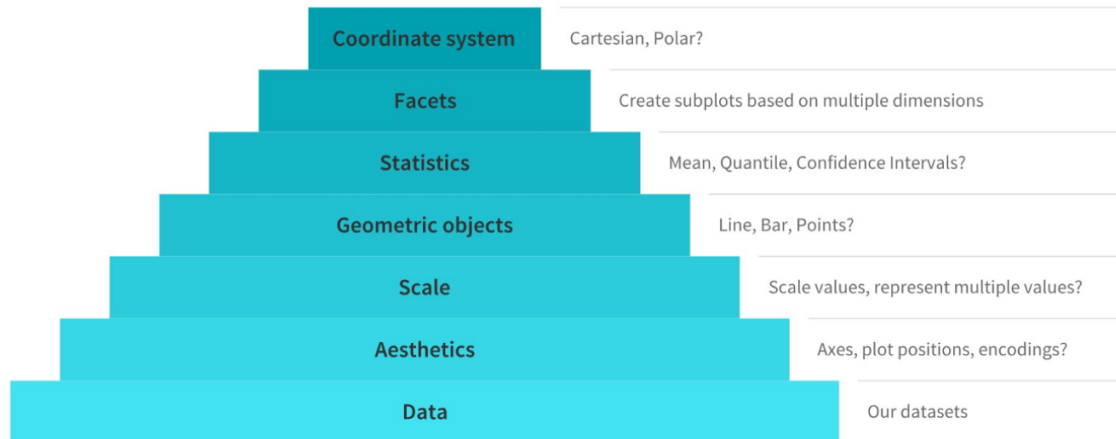 Coordinate system Cartesian, Polar?
Facets Create subplots based on multiple dimensions
Statistics Mean, Quantile, Confidence Intervals?
Geometric objects Line, Bar, Points?
Scale Scale values, represent multiple values?
Aesthetics Axes, plot positions, encodings?
Data Our datasets